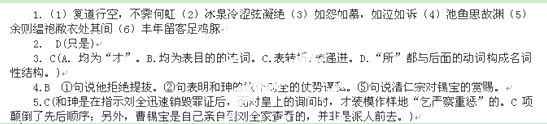 1. (1) 复道行空，不霁何虹 (2) 冰泉冷涩弦凝绝 (3) 如怨如慕，如泣如诉 (4) 池鱼思故渊 (5)
余则缊袍敝衣处其间 (6) 丰年留客足鸡豚
2. D(只是)
3. C(A. 均为“才”。B.均为表目的的连词。C.表转折/表递进。D. “所”都与后面的动词构成名词
性结构。)
4.B ①句说他拒绝提拔。②句表明和珅的 刘全的仗势谋私。⑤句说清仁宗对锡宝的赏赐。
5.C(和珅是在指示刘全迅速销毁罪证后，面对皇上的询问时，才装模作样地“乞严察重惩”的。C 项
颠倒了先后顺序；另外，曹锡宝是自己亲自到刘全家查看的，并非是派人前去。)